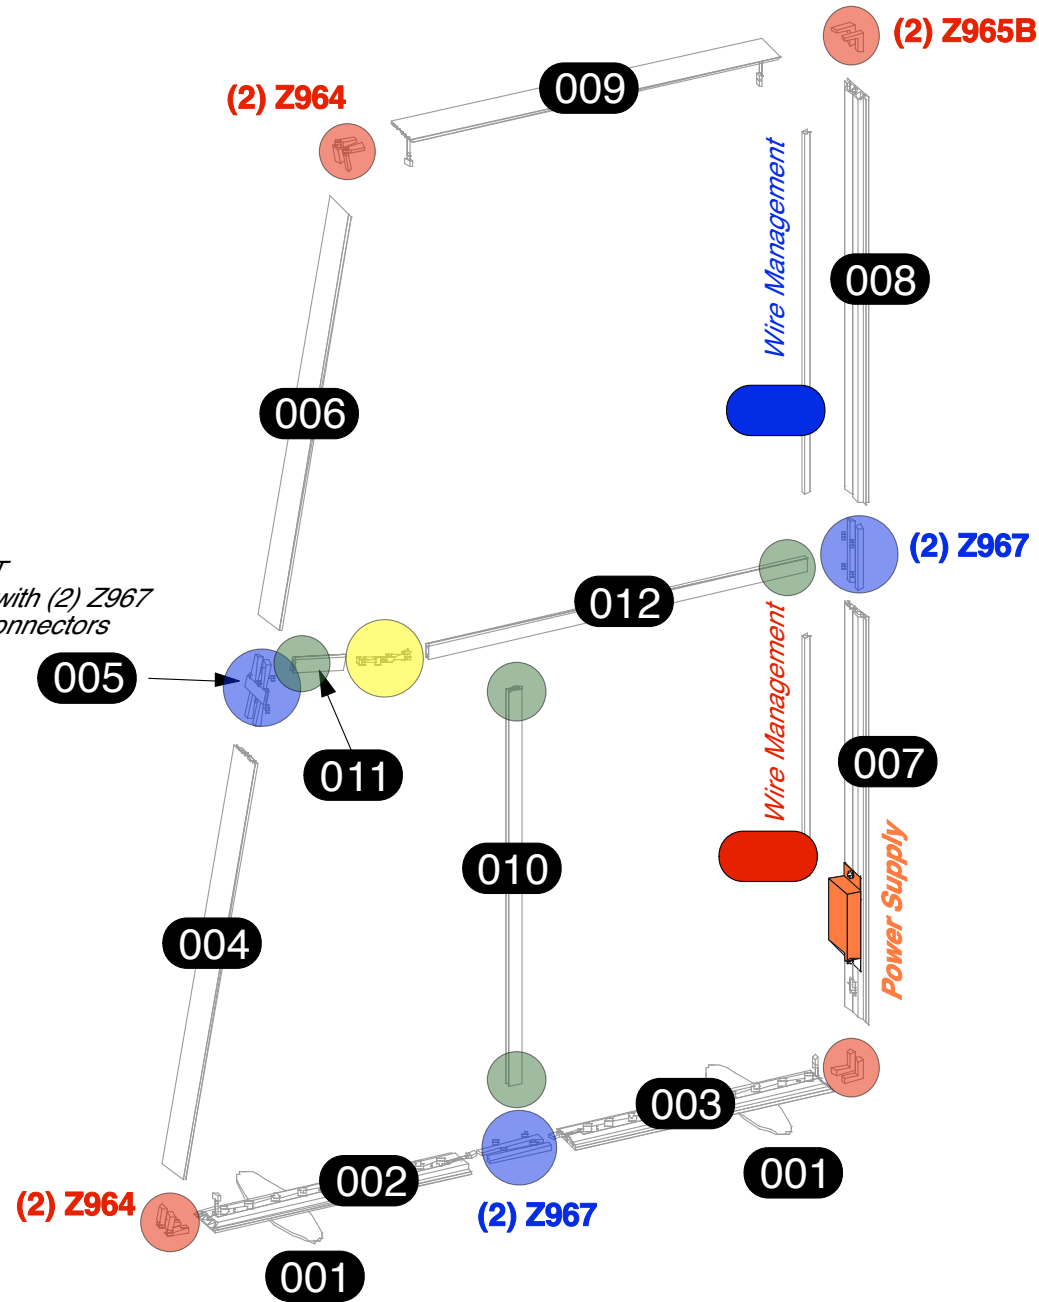 (2) Z965B
009
(2) Z964
Wire Management
008
006
(2) Z967
with (2) Z967
012
005
Wire Management
011
007
010
Power Supply
004
003
002
001
(2) Z964
(2) Z967
001